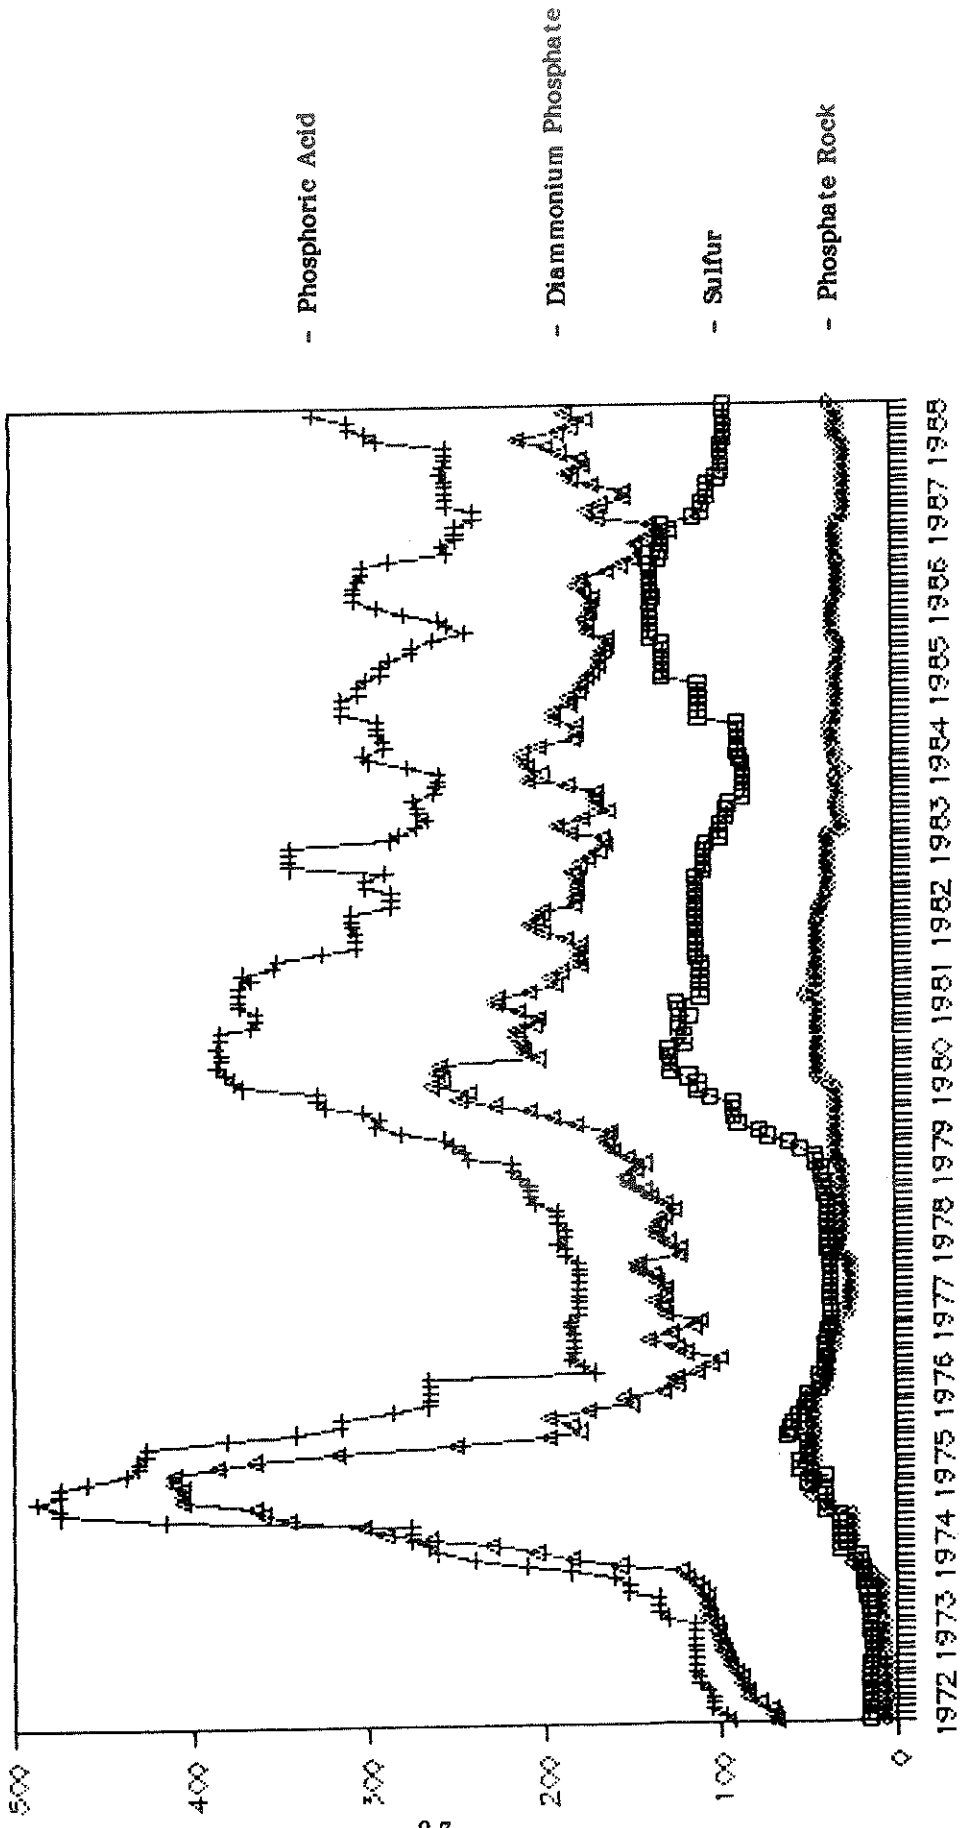 500
400
300
200
100
0
1972 1973 1974 1975 1976 1977 1978 1979 1980 1981 1982 1983 1984 1985 1986 1987 1988
- Phosphoric Acid
- Diammonium Phosphate
- Sulfur
- Phosphate Rock